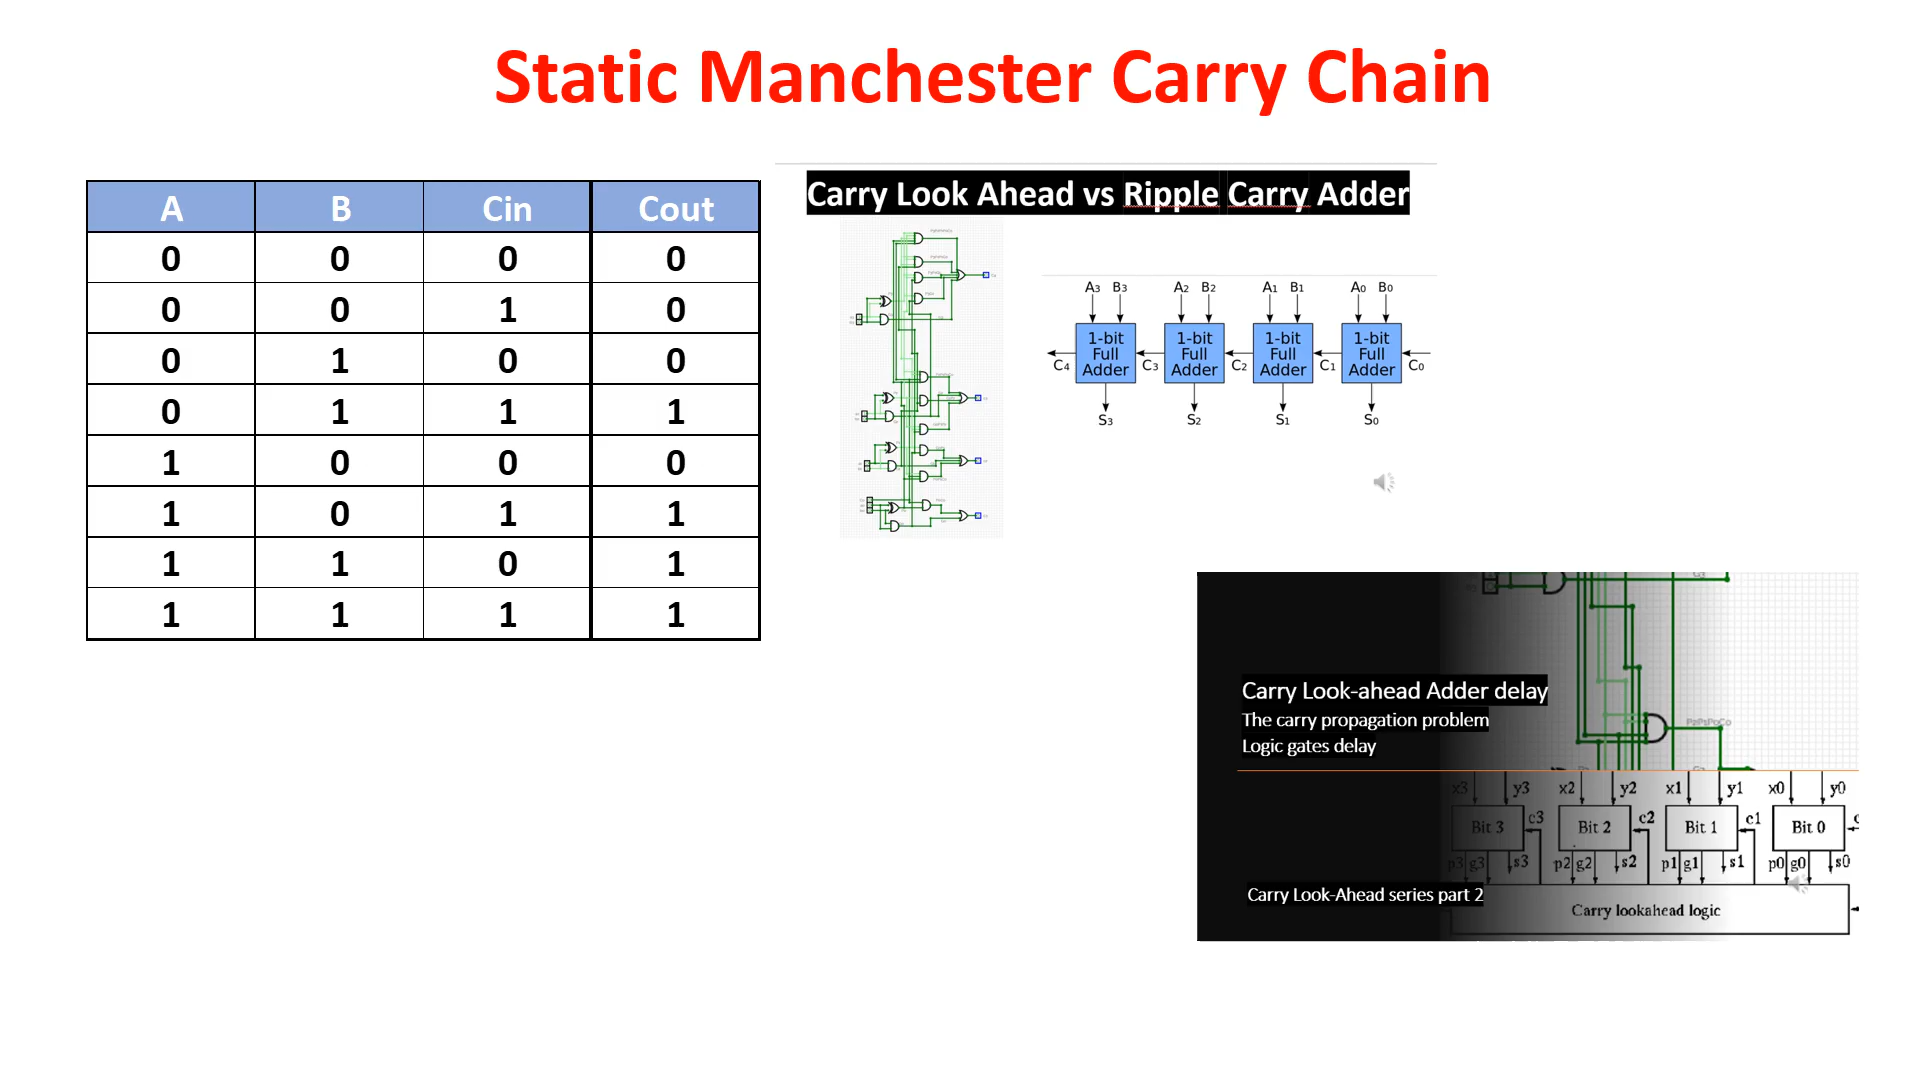 Static Manchester Carry Chain
A B Cin Cout
0 0 0 0
0 0 1 0
0 1 0 0
0 1 1 1
1 0 0 0
1 0 1 1
1 1 0 1
1 1 1 1
Carry Look Ahead vs Ripple Carry Adder
A3 B3 A2 B2 A1 B1 A0 B0
1-bit 1-bit 1-bit 1-bit
Full Full Full Full
Adder Adder Adder Adder
C4 C3 C2 C1 C0
S3 S2 S1 S0
Carry Look-ahead Adder delay
The carry propagation problem
Logic gates delay
P2P1P0C0
x3 y3 x2 y2 x1 y1 x0 y0
Bit 3 c3 Bit 2 c2 Bit 1 c1 Bit 0
p3 g3 s3 p2 g2 s2 p1 g1 s1 p0 g0 s0
Carry Look-Ahead series part 2
Carry lookahead logic